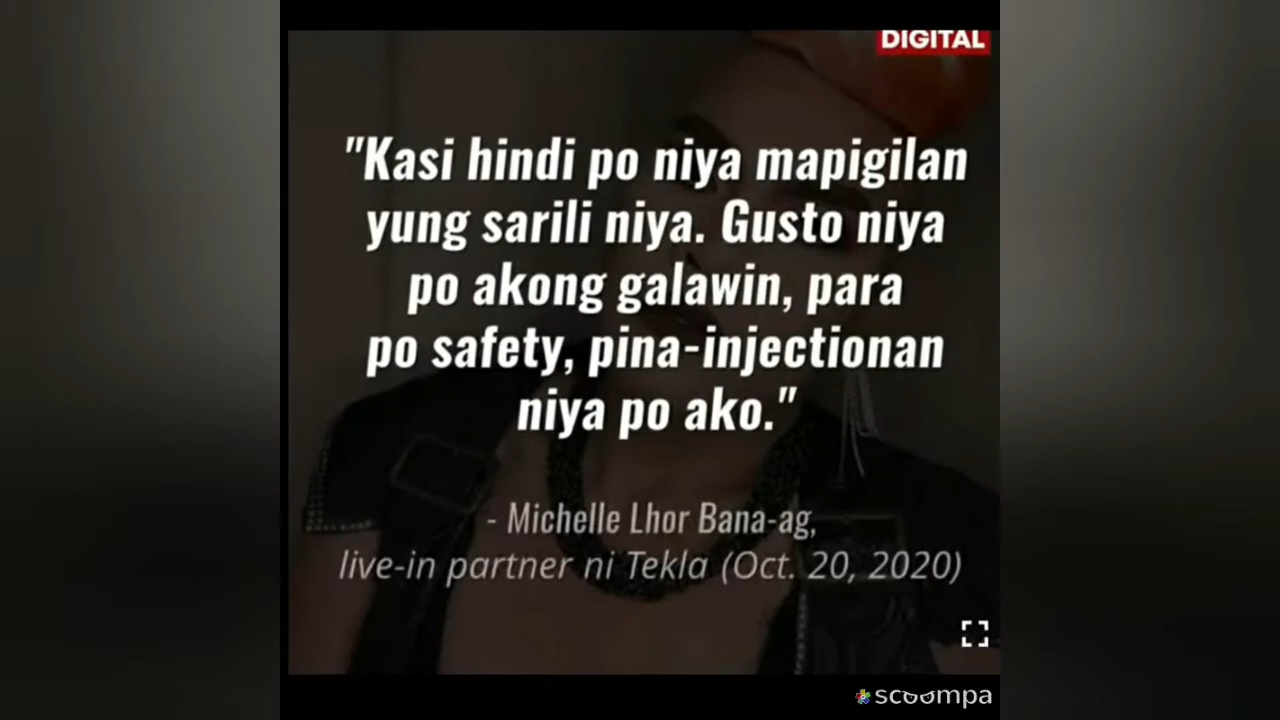 DIGITAL
"Kasi hindi po niya mapigilan
yung sarili niya. Gusto niya
po akong galawin, para
po safety, pina-injectionan
niya po ako."
- Michelle Lhor Bana-ag,
live-in partner ni Tekla (Oct. 20, 2020)
scoompa